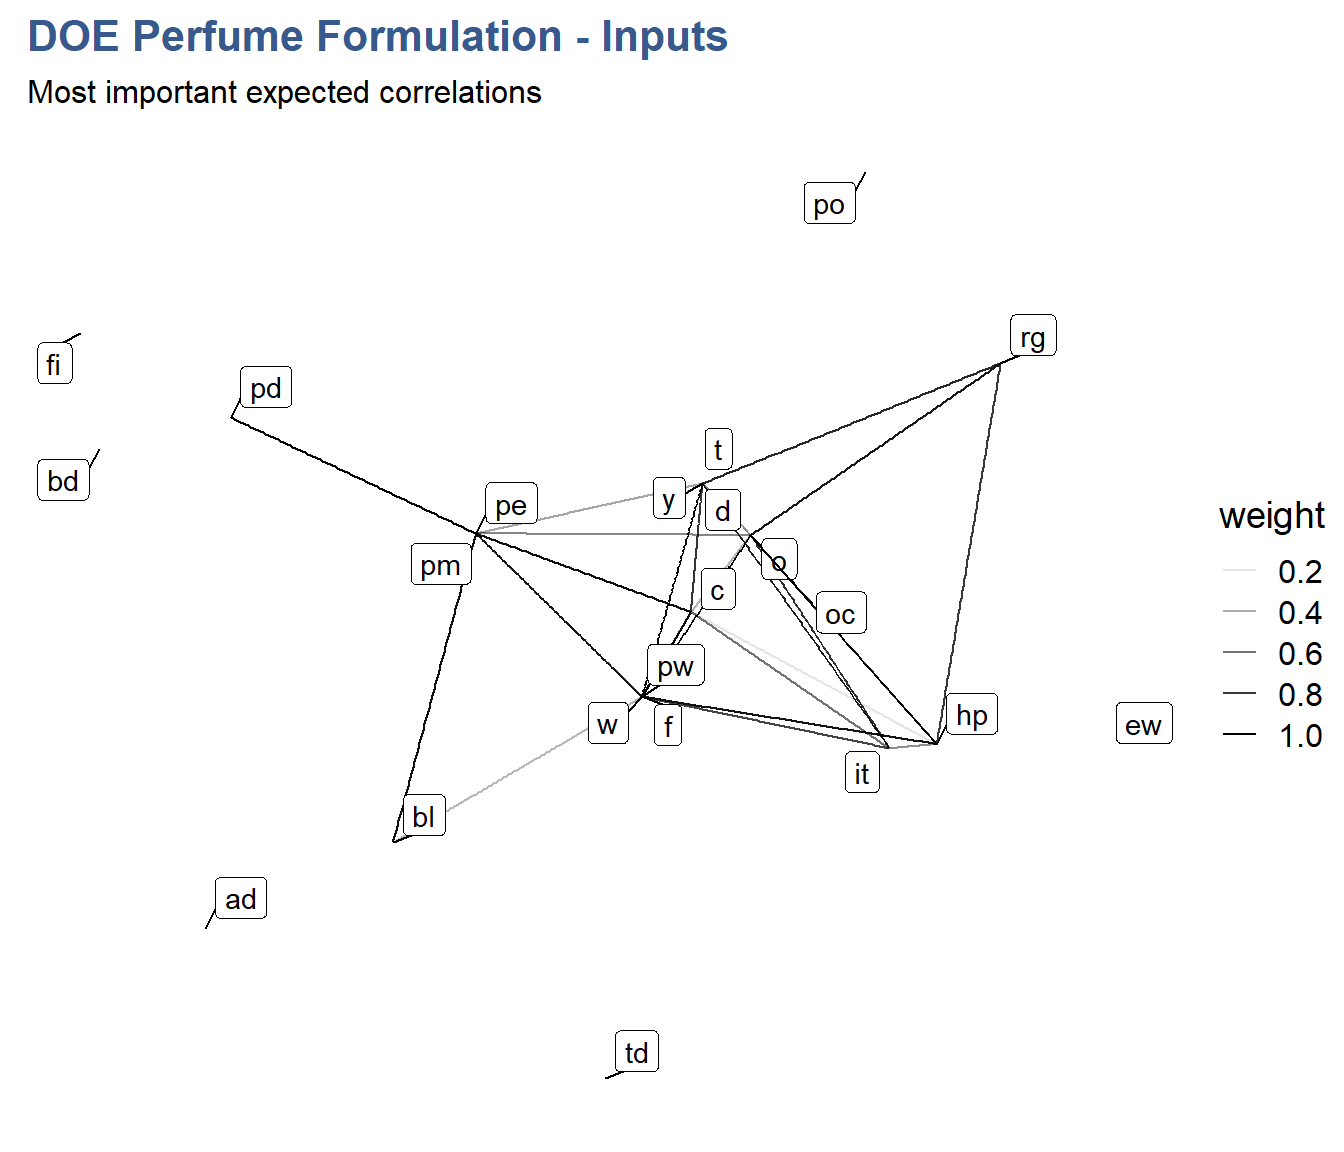 DOE Perfume Formulation - Inputs
Most important expected correlations
po
rg
fi
pd
t
bd
y
pe
d
pm
o
c
oc
pw
w
f
hp
ew
it
bl
ad
td
weight
0.2
0.4
0.6
0.8
1.0